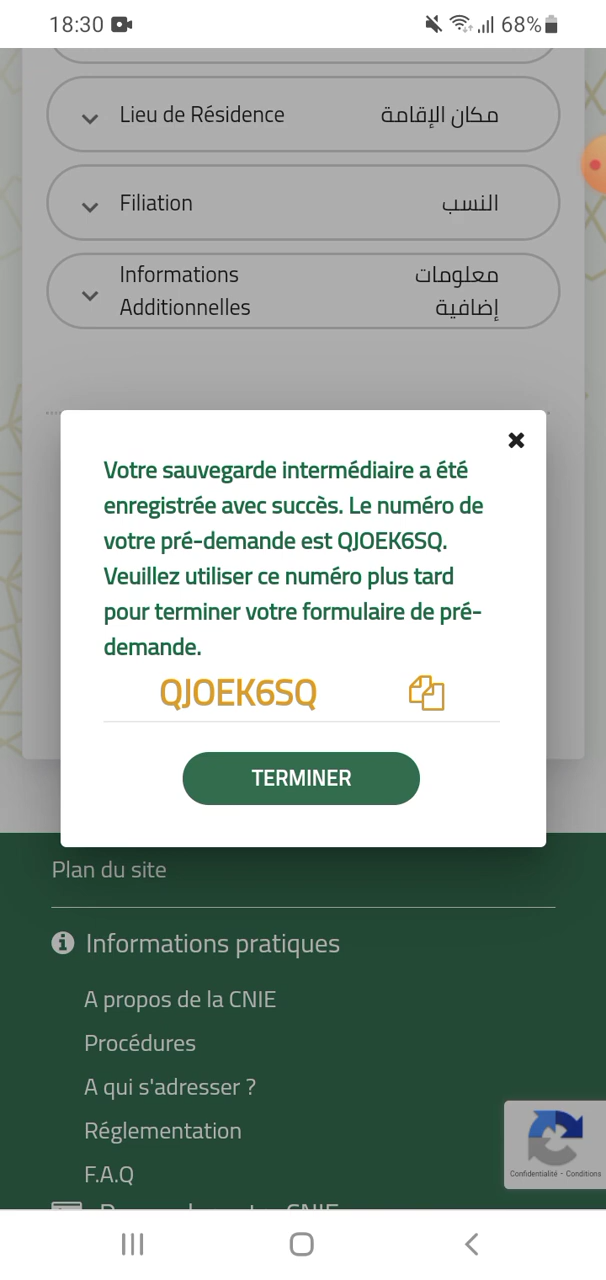 18:30 68%
Lieu de Résidence مكان الإقامة
Filiation النسب
Informations معلومات
Additionnelles إضافية
Votre sauvegarde intermédiaire a été
enregistrée avec succès. Le numéro de
votre pré-demande est QJOEK6SQ.
Veuillez utiliser ce numéro plus tard
pour terminer votre formulaire de pré-
demande.
QJOEK6SQ
TERMINER
Plan du site
Informations pratiques
A propos de la CNIE
Procédures
A qui s'adresser ?
Réglementation
F.A.Q
Confidentialité - Conditions